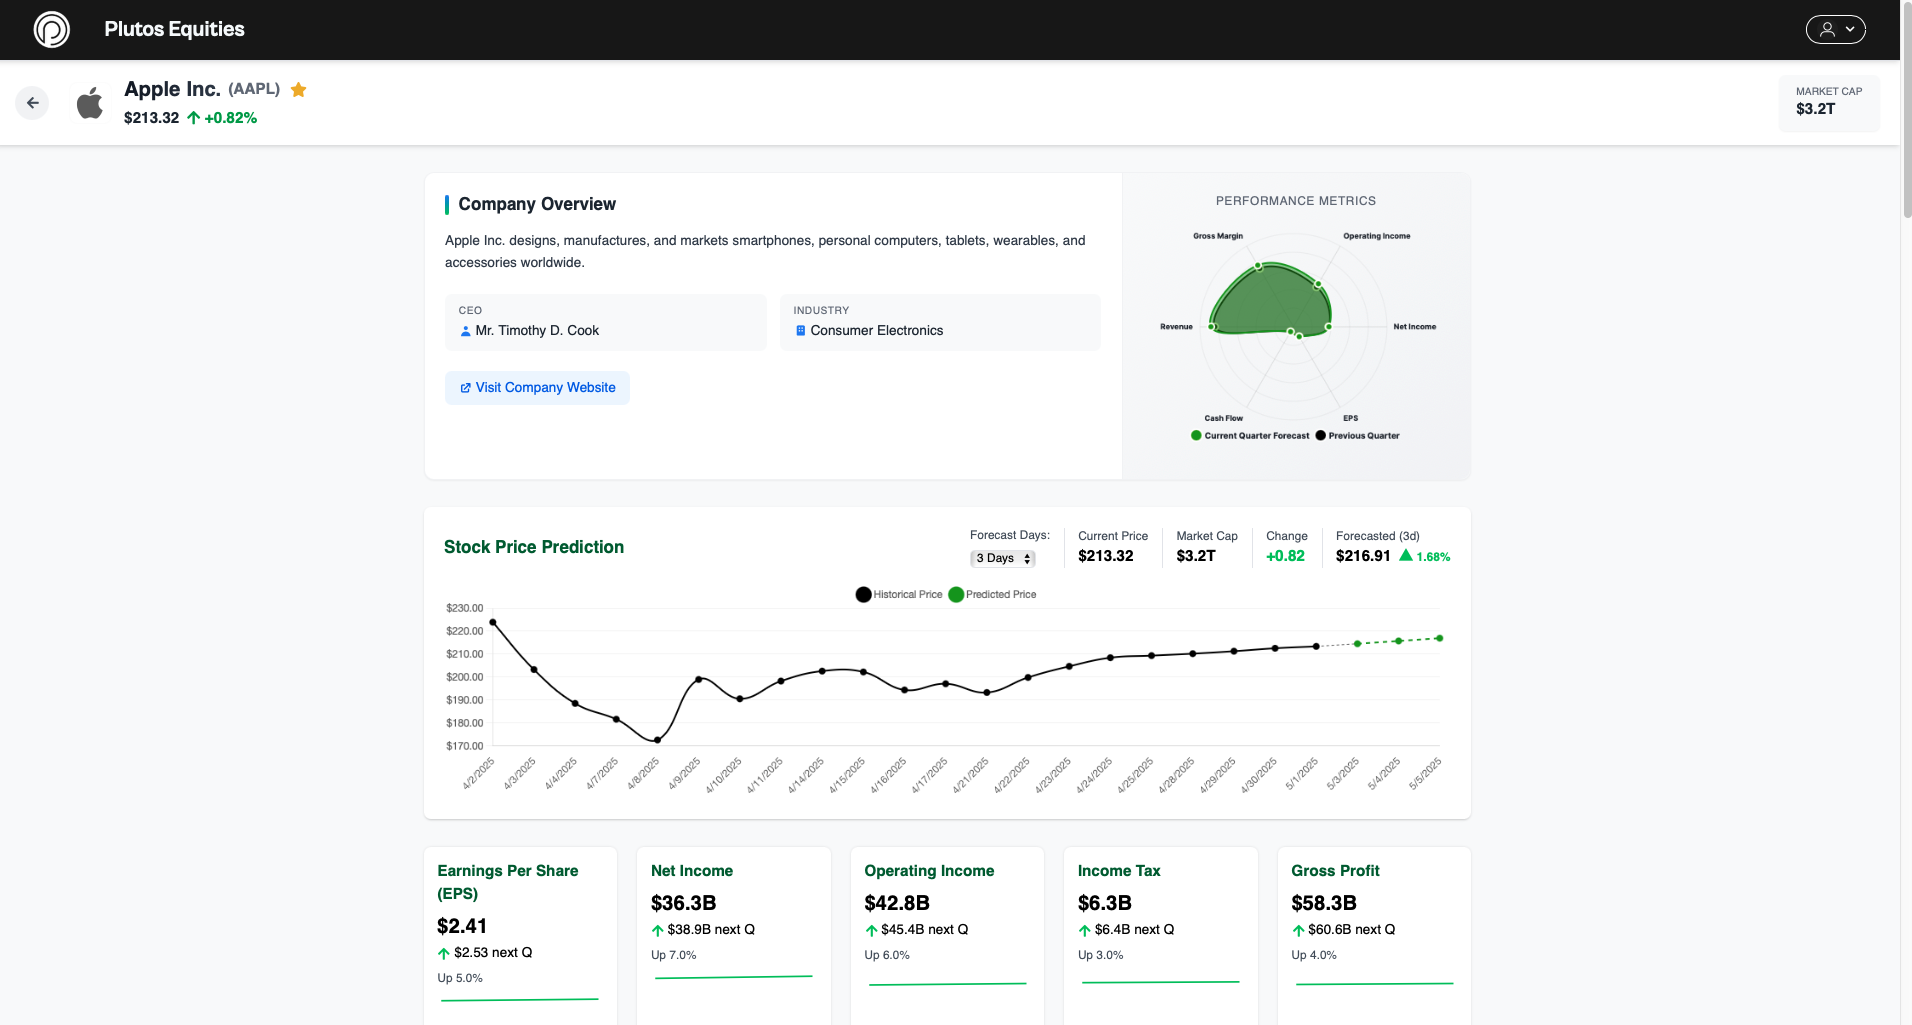 Plutos Equities
Apple Inc. (AAPL)
$213.32 +0.82%
MARKET CAP
$3.2T
Company Overview
Apple Inc. designs, manufactures, and markets smartphones, personal computers, tablets, wearables, and
accessories worldwide.
CEO
Mr. Timothy D. Cook
INDUSTRY
Consumer Electronics
Visit Company Website
PERFORMANCE METRICS
Gross Margin
Operating Income
Revenue
Net Income
Cash Flow
EPS
Current Quarter Forecast
Previous Quarter
Stock Price Prediction
Forecast Days:
3 Days
Current Price
$213.32
Market Cap
$3.2T
Change
+0.82
Forecasted (3d)
$216.91 1.68%
Historical Price
Predicted Price
$230.00
$220.00
$210.00
$200.00
$190.00
$180.00
$170.00
4/2/2025
4/3/2025
4/4/2025
4/7/2025
4/8/2025
4/9/2025
4/10/2025
4/11/2025
4/14/2025
4/15/2025
4/16/2025
4/17/2025
4/21/2025
4/22/2025
4/23/2025
4/24/2025
4/25/2025
4/28/2025
4/29/2025
4/30/2025
5/1/2025
5/3/2025
5/4/2025
5/5/2025
Earnings Per Share
(EPS)
$2.41
$2.53 next Q
Up 5.0%
Net Income
$36.3B
$38.9B next Q
Up 7.0%
Operating Income
$42.8B
$45.4B next Q
Up 6.0%
Income Tax
$6.3B
$6.4B next Q
Up 3.0%
Gross Profit
$58.3B
$60.6B next Q
Up 4.0%